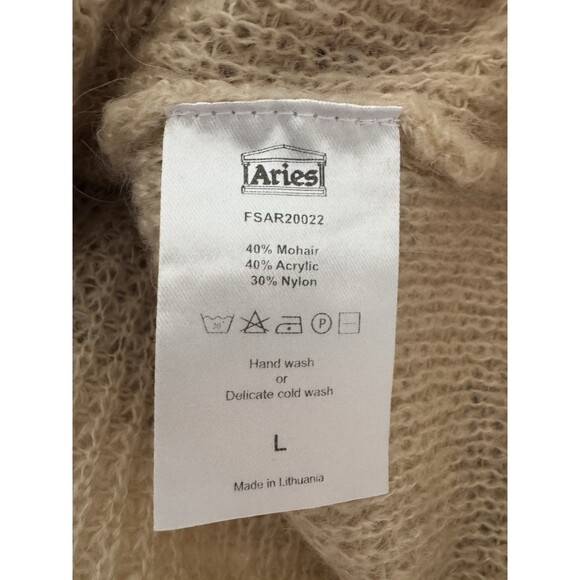 Aries
FSAR20022
40% Mohair
40% Acrylic
30% Nylon
P
Hand wash
or
Delicate cold wash
L
Made in Lithuania